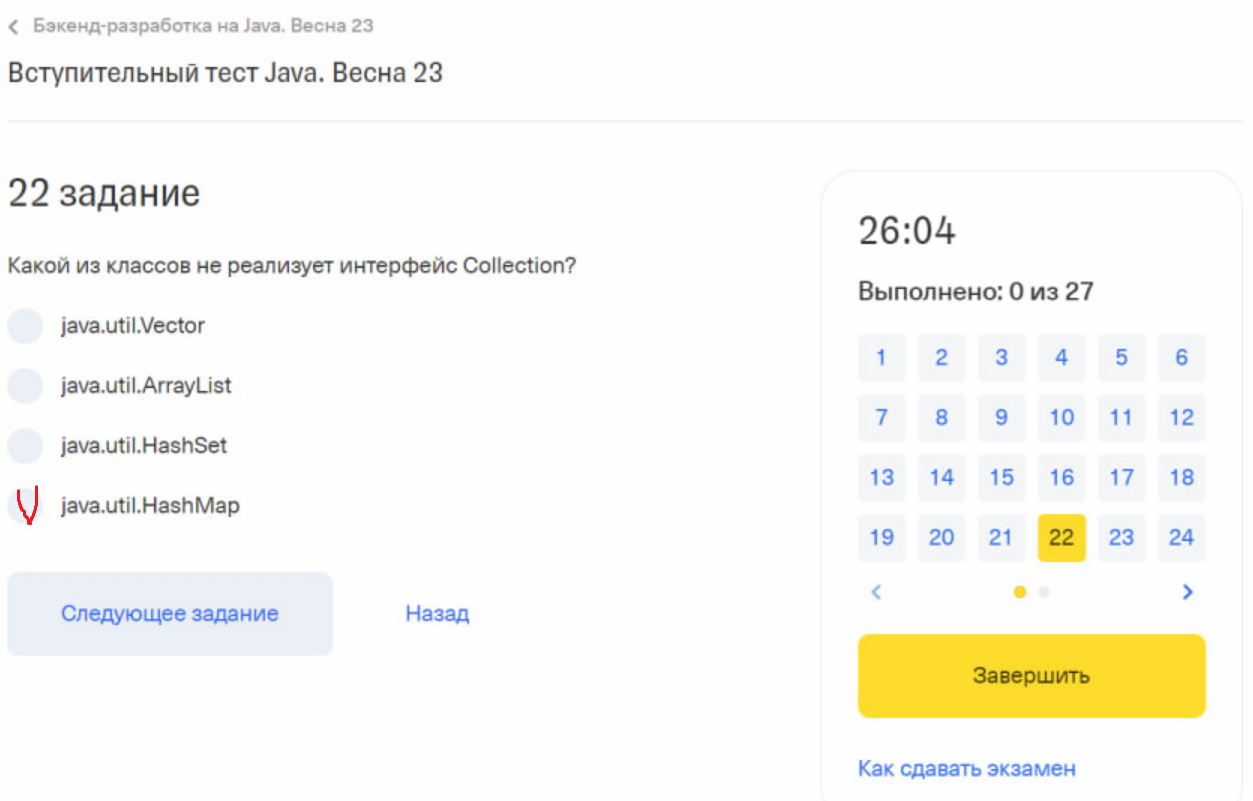 Бэкенд-разработка на Java. Весна 23
Вступительный тест Java. Весна 23
22 задание
Какой из классов не реализует интерфейс Collection?
java.util.Vector
java.util.ArrayList
java.util.HashSet
java.util.HashMap
Следующее задание
Назад
26:04
Выполнено: 0 из 27
1 2 3 4 5 6
7 8 9 10 11 12
13 14 15 16 17 18
19 20 21 22 23 24
Завершить
Как сдавать экзамен